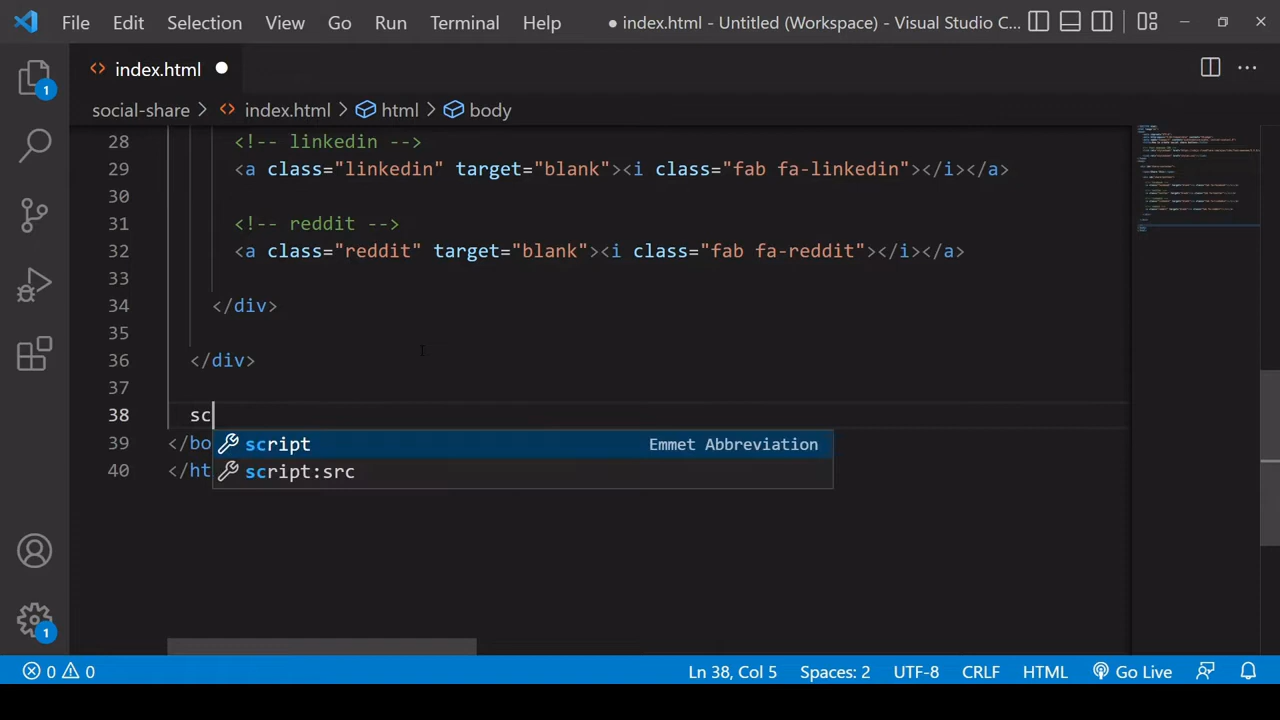 File Edit Selection View Go Run Terminal Help ● index.html - Untitled (Workspace) - Visual Studio C...
1
index.html
social-share > index.html > html > body
28 <!-- linkedin -->
29 <a class="linkedin" target="blank"><i class="fab fa-linkedin"></i></a>
30
31 <!-- reddit -->
32 <a class="reddit" target="blank"><i class="fab fa-reddit"></i></a>
33
34 </div>
35
36 </div>
37
38 sc
39 </bo
script Emmet Abbreviation
40 </ht
script:src
1
0 0 Ln 38, Col 5 Spaces: 2 UTF-8 CRLF HTML Go Live